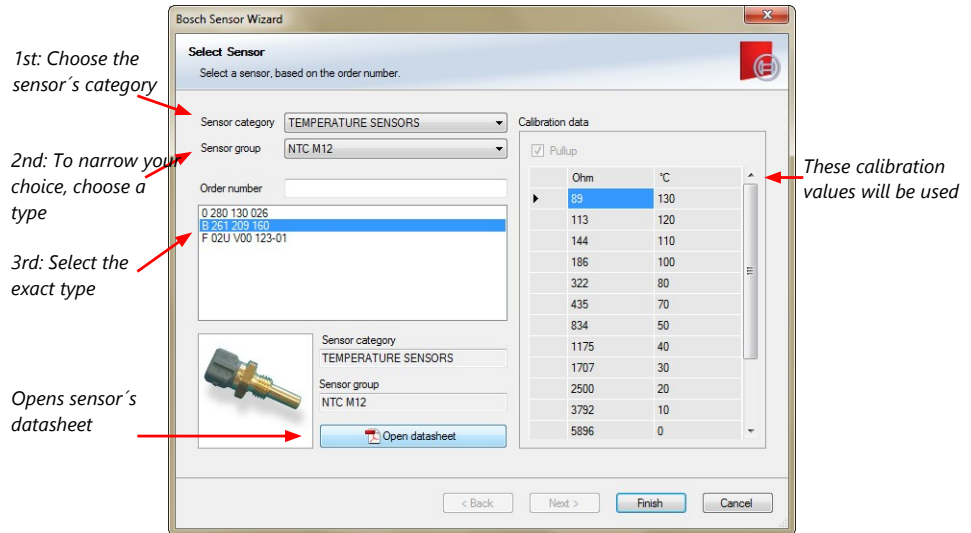 Bosch Sensor Wizard
Select Sensor
Select a sensor, based on the order number.
1st: Choose the
sensor´s category
Sensor category
TEMPERATURE SENSORS
Sensor group
NTC M12
2nd: To narrow your
choice, choose a
type
Order number
0 280 130 026
B 261 209 160
F 02U V00 123-01
3rd: Select the
exact type
Sensor category
TEMPERATURE SENSORS
Sensor group
NTC M12
Opens sensor´s
datasheet
Open datasheet
Calibration data
Pullup
Ohm °C
89 130
113 120
144 110
186 100
322 80
435 70
834 50
1175 40
1707 30
2500 20
3792 10
5896 0
These calibration
values will be used
< Back Next > Finish Cancel